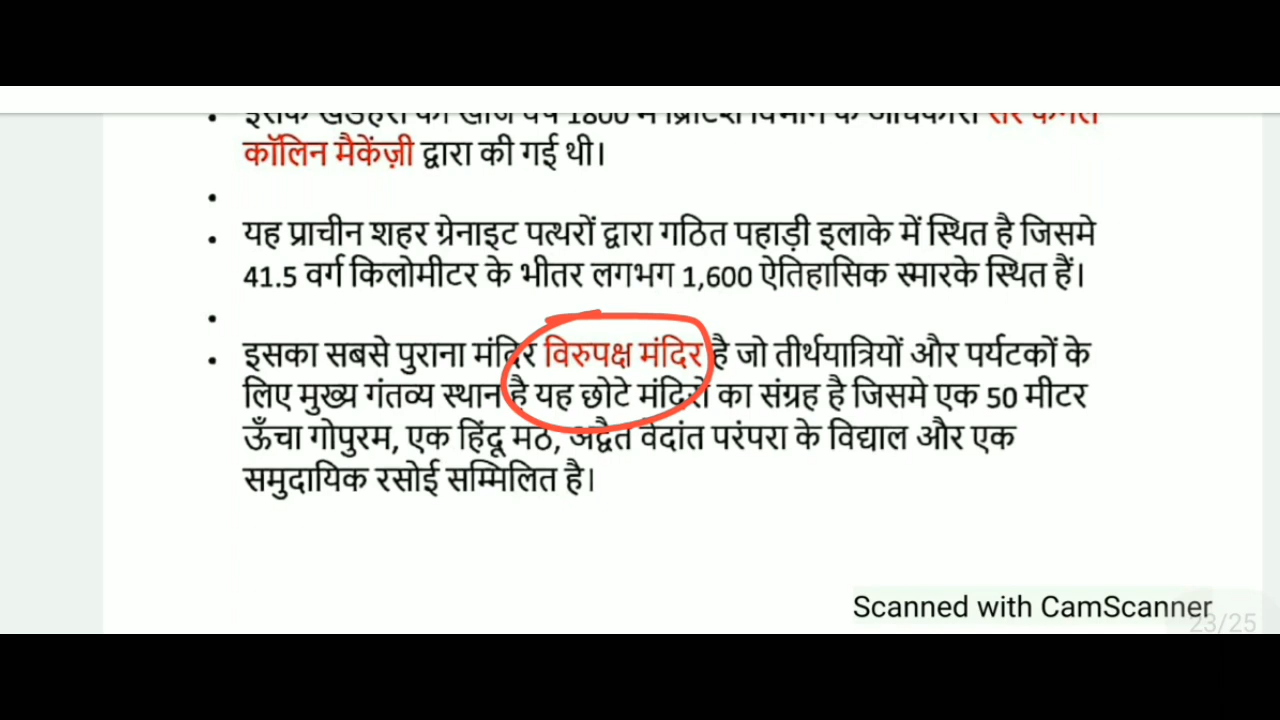 कॉलिन मैकेंज़ी द्वारा की गई थी।
•
• यह प्राचीन शहर ग्रेनाइट पत्थरों द्वारा गठित पहाड़ी इलाके में स्थित है जिसमे
41.5 वर्ग किलोमीटर के भीतर लगभग 1,600 ऐतिहासिक स्मारके स्थित हैं।
•
• इसका सबसे पुराना मंदिर विरुपक्ष मंदिर है जो तीर्थयात्रियों और पर्यटकों के
लिए मुख्य गंतव्य स्थान है यह छोटे मंदिरो का संग्रह है जिसमे एक 50 मीटर
ऊँचा गोपुरम, एक हिंदू मठ, अद्वैत वेदांत परंपरा के विद्याल और एक
समुदायिक रसोई सम्मिलित है।
Scanned with CamScanner
23/25